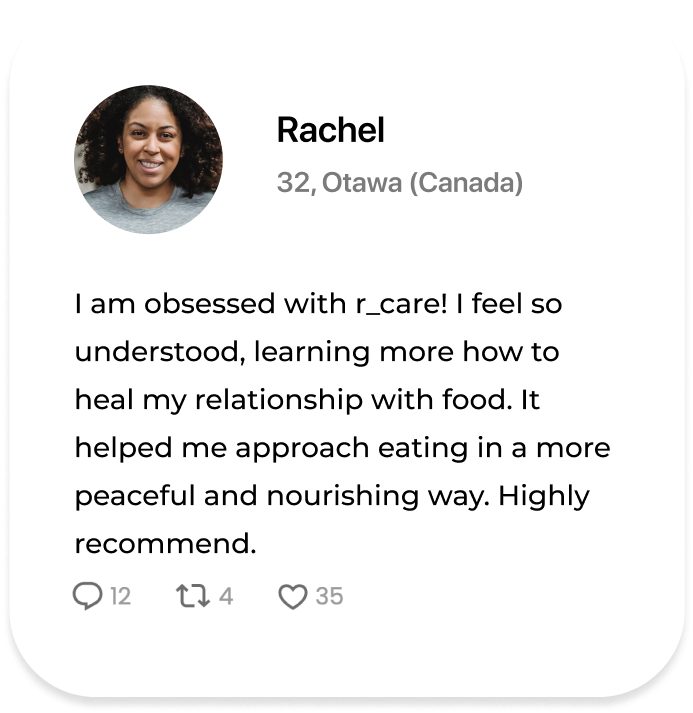 Rachel
32, Otawa (Canada)
I am obsessed with r_care! I feel so
understood, learning more how to
heal my relationship with food. It
helped me approach eating in a more
peaceful and nourishing way. Highly
recommend.
12 4 35